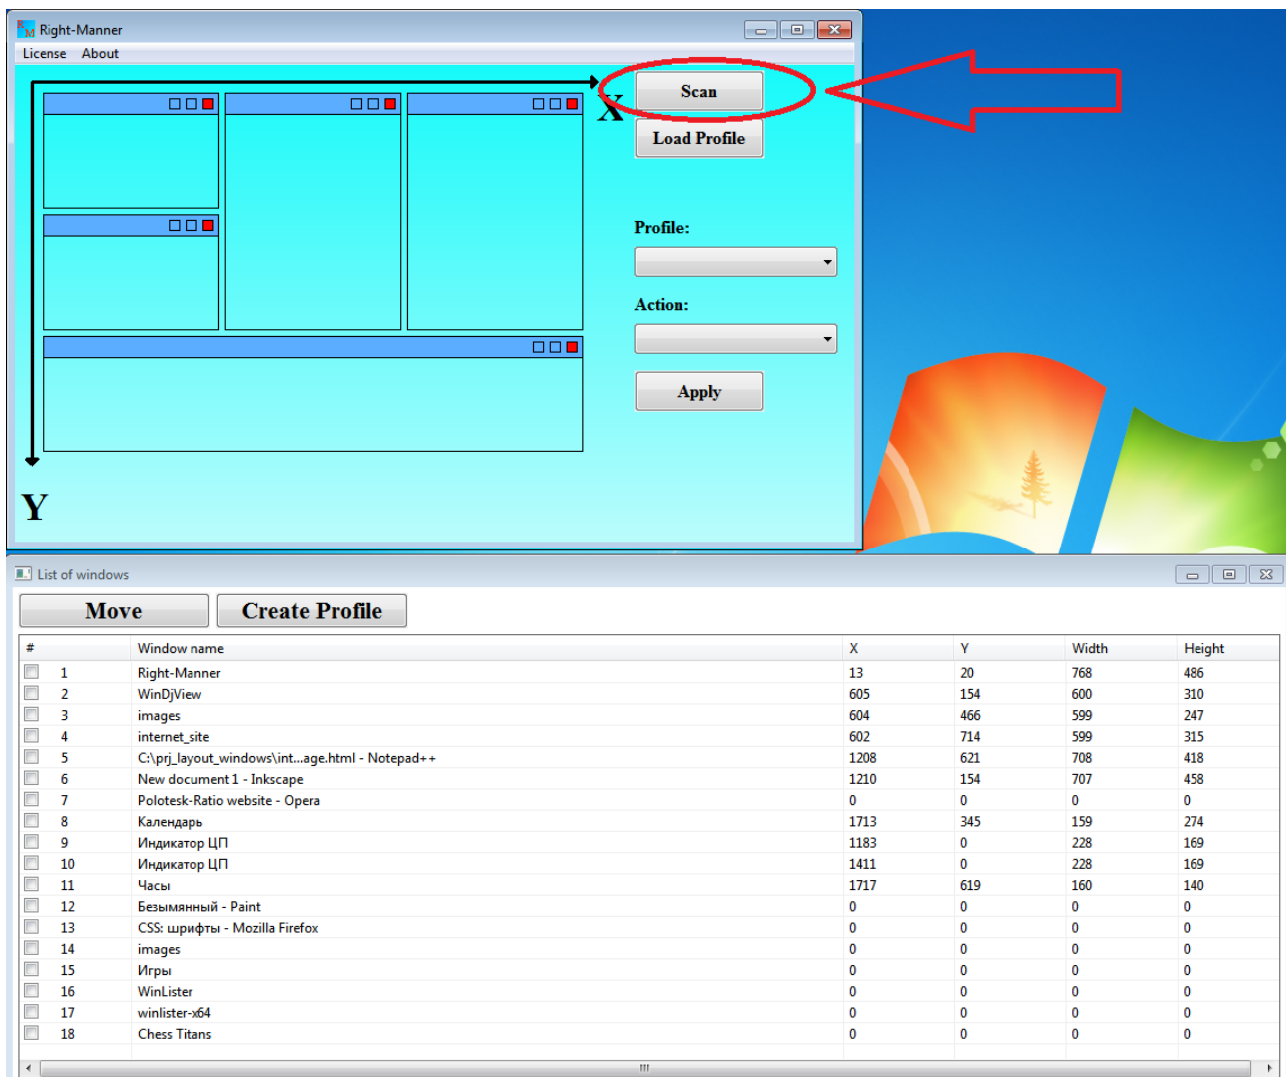 Right-Manner
License About
X
Scan
Load Profile
Profile:
Action:
Apply
Y
List of windows
Move Create Profile
# Window name X Y Width Height
1 Right-Manner 13 20 768 486
2 WinDjView 605 154 600 310
3 images 604 466 599 247
4 internet_site 602 714 599 315
5 C:\prj_layout_windows\int...age.html - Notepad++ 1208 621 708 418
6 New document 1 - Inkscape 1210 154 707 458
7 Polotesk-Ratio website - Opera 0 0 0 0
8 Календарь 1713 345 159 274
9 Индикатор ЦП 1183 0 228 169
10 Индикатор ЦП 1411 0 228 169
11 Часы 1717 619 160 140
12 Безымянный - Paint 0 0 0 0
13 CSS: шрифты - Mozilla Firefox 0 0 0 0
14 images 0 0 0 0
15 Игры 0 0 0 0
16 WinLister 0 0 0 0
17 winlister-x64 0 0 0 0
18 Chess Titans 0 0 0 0